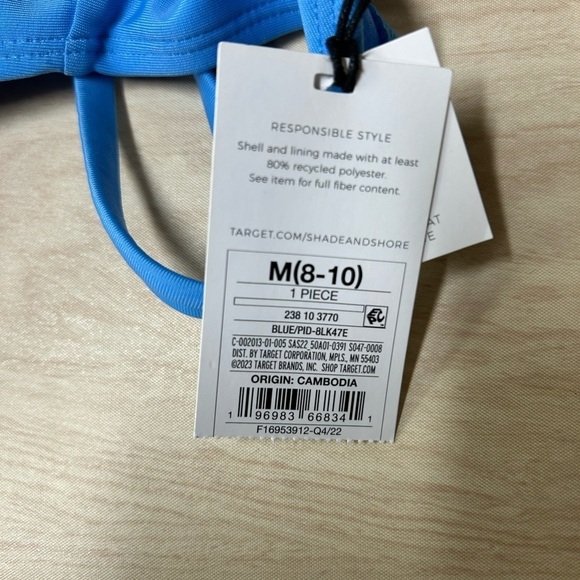 RESPONSIBLE STYLE
Shell and lining made with at least
80% recycled polyester.
See item for full fiber content.
TARGET.COM/SHADEANDSHORE
M(8-10)
1 PIECE
238 10 3770
BLUE/PID-8LK47E
C-002013-01-005 SAS22_50A01-0391 S047-0008
DIST. BY TARGET CORPORATION, MPLS., MN 55403
©2023 TARGET BRANDS, INC. SHOP TARGET.COM
ORIGIN: CAMBODIA
1 96983 66834 1
F16953912-Q4/22
AT
E